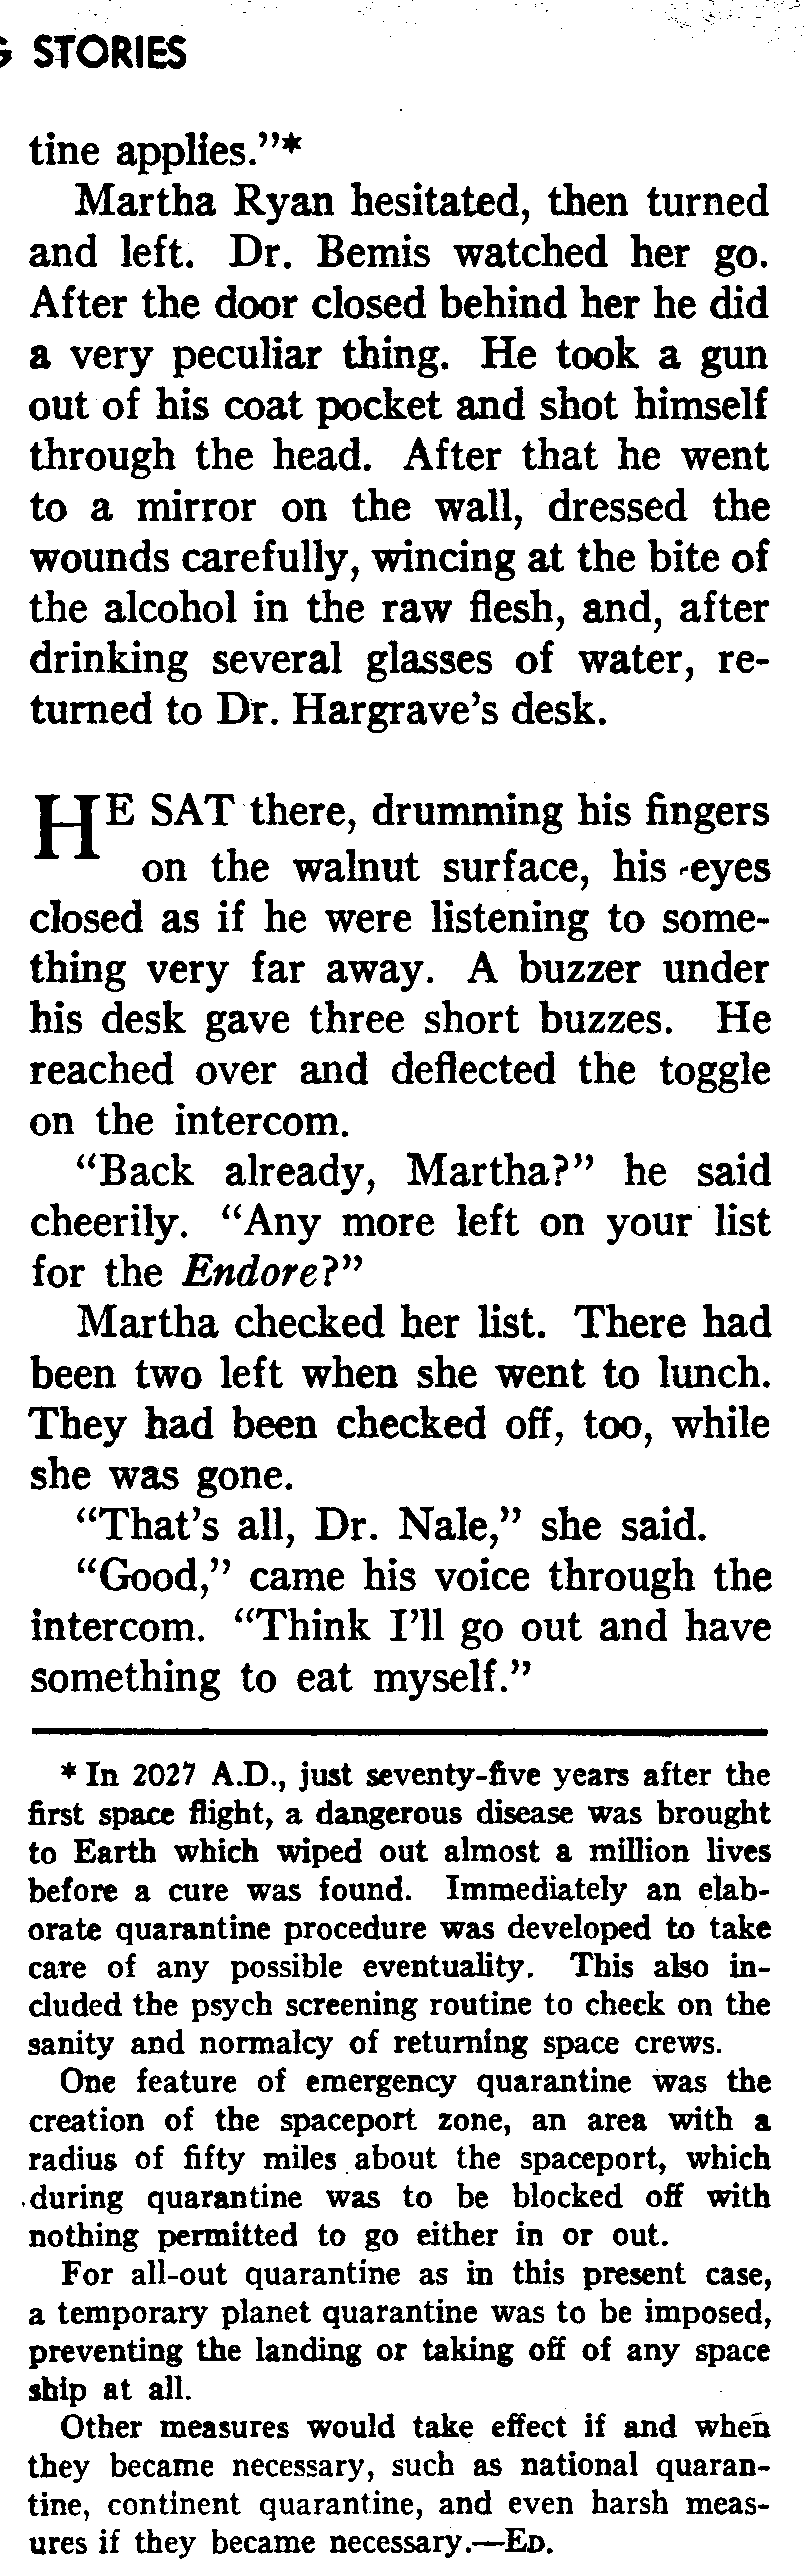 STORIES
tine applies."*
Martha Ryan hesitated, then turned
and left. Dr. Bemis watched her go.
After the door closed behind her he did
a very peculiar thing. He took a gun
out of his coat pocket and shot himself
through the head. After that he went
to a mirror on the wall, dressed the
wounds carefully, wincing at the bite of
the alcohol in the raw flesh, and, after
drinking several glasses of water, re-
turned to Dr. Hargrave's desk.
HE SAT there, drumming his fingers
on the walnut surface, his eyes
closed as if he were listening to some-
thing very far away. A buzzer under
his desk gave three short buzzes. He
reached over and deflected the toggle
on the intercom.
"Back already, Martha?" he said
cheerily. "Any more left on your list
for the Endore?"
Martha checked her list. There had
been two left when she went to lunch.
They had been checked off, too, while
she was gone.
"That's all, Dr. Nale," she said.
"Good," came his voice through the
intercom. "Think I'll go out and have
something to eat myself."
* In 2027 A.D., just seventy-five years after the
first space flight, a dangerous disease was brought
to Earth which wiped out almost a million lives
before a cure was found. Immediately an elab-
orate quarantine procedure was developed to take
care of any possible eventuality. This also in-
cluded the psych screening routine to check on the
sanity and normalcy of returning space crews.
One feature of emergency quarantine was the
creation of the spaceport zone, an area with a
radius of fifty miles about the spaceport, which
during quarantine was to be blocked off with
nothing permitted to go either in or out.
For all-out quarantine as in this present case,
a temporary planet quarantine was to be imposed,
preventing the landing or taking off of any space
ship at all.
Other measures would take effect if and when
they became necessary, such as national quaran-
tine, continent quarantine, and even harsh meas-
ures if they became necessary.—ED.